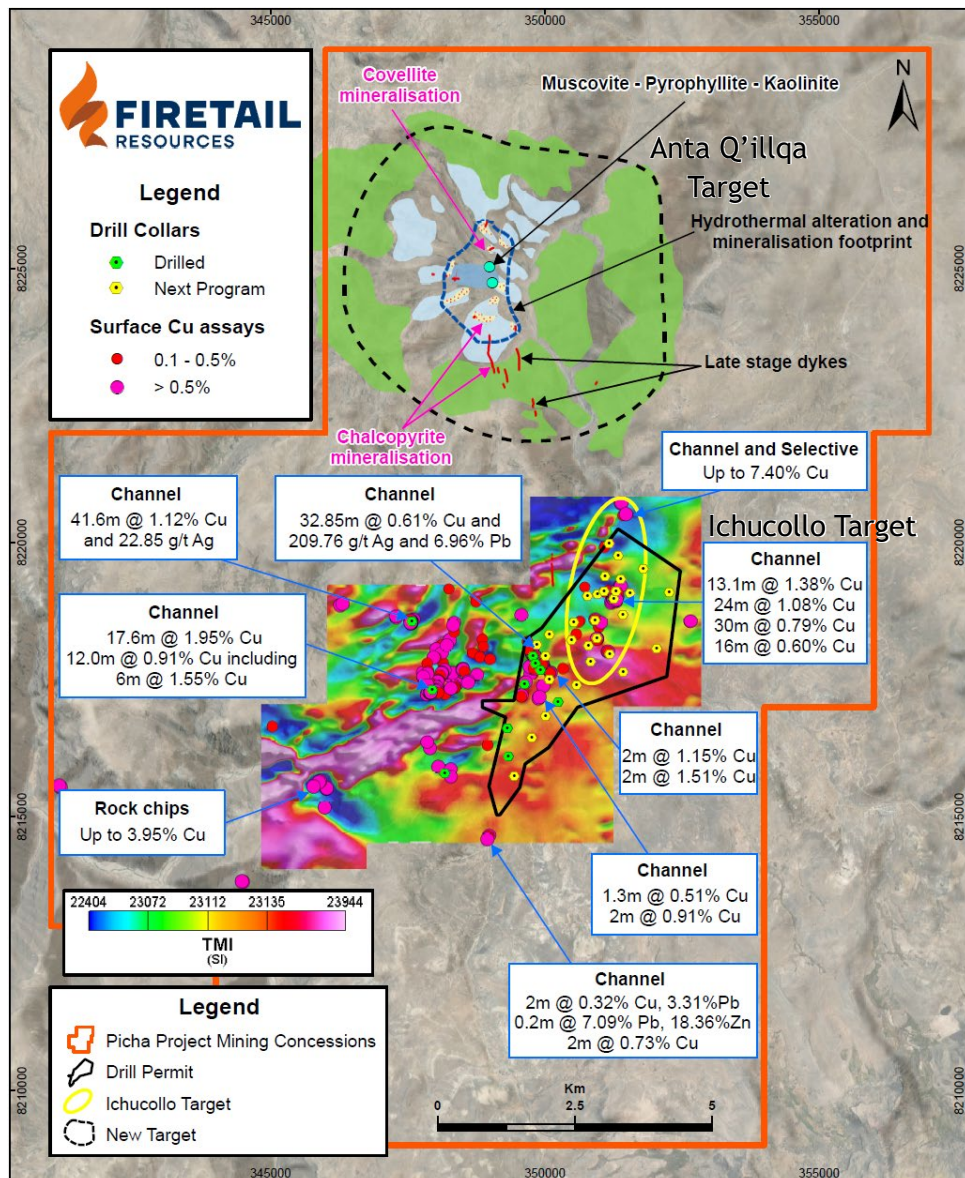 345000
350000
355000
FIRETAIL
RESOURCES
Legend
Drill Collars
Drilled
Next Program
Surface Cu assays
0.1 - 0.5%
> 0.5%
N
Covellite
mineralisation
Muscovite - Pyrophyllite - Kaolinite
Anta Q'illqa
Target
Hydrothermal alteration and
mineralisation footprint
Late stage dykes
Chalcopyrite
mineralisation
8225000
8225000
Channel and Selective
Up to 7.40% Cu
Channel
41.6m @ 1.12% Cu
and 22.85 g/t Ag
Channel
32.85m @ 0.61% Cu and
209.76 g/t Ag and 6.96% Pb
Ichucollo Target
8220000
8220000
Channel
13.1m @ 1.38% Cu
24m @ 1.08% Cu
30m @ 0.79% Cu
16m @ 0.60% Cu
Channel
17.6m @ 1.95% Cu
12.0m @ 0.91% Cu including
6m @ 1.55% Cu
Channel
2m @ 1.15% Cu
2m @ 1.51% Cu
Rock chips
Up to 3.95% Cu
8215000
8215000
Channel
1.3m @ 0.51% Cu
2m @ 0.91% Cu
22404
23072
23112
23135
23944
TMI
(SI)
Channel
2m @ 0.32% Cu, 3.31%Pb
0.2m @ 7.09% Pb, 18.36%Zn
2m @ 0.73% Cu
Legend
Picha Project Mining Concessions
Drill Permit
Ichucollo Target
New Target
8210000
8210000
Km
0
2.5
5
345000
350000
355000